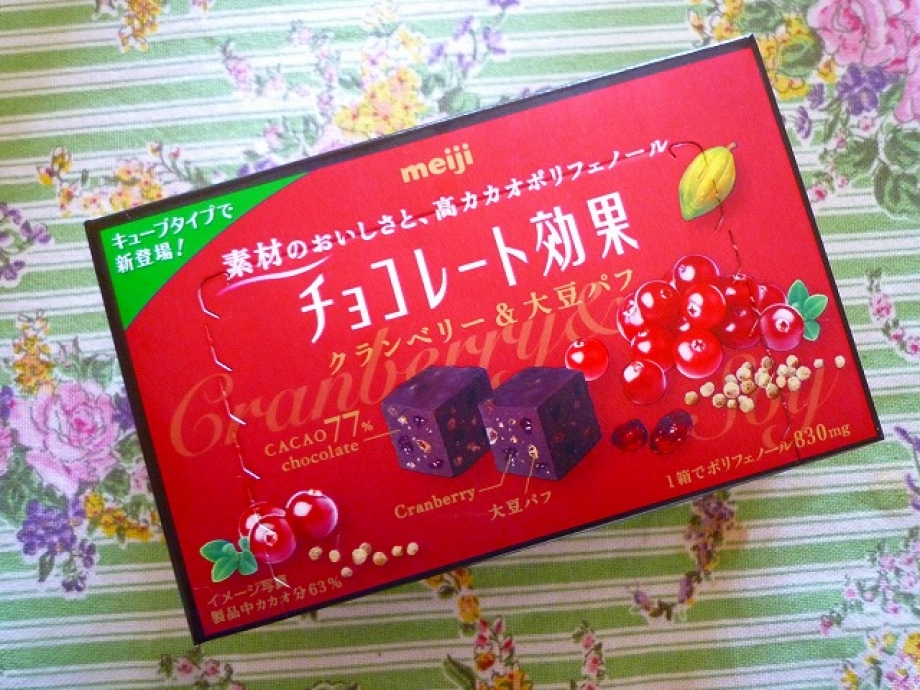 meiji
キューブタイプで
新登場！
素材のおいしさと、高カカオポリフェノール
チョコレート効果
クランベリー＆大豆パフ
Cranberry&
Soy
CACAO 77%
chocolate
Cranberry
大豆パフ
1箱でポリフェノール830mg
イメージ写真
製品中カカオ分63%